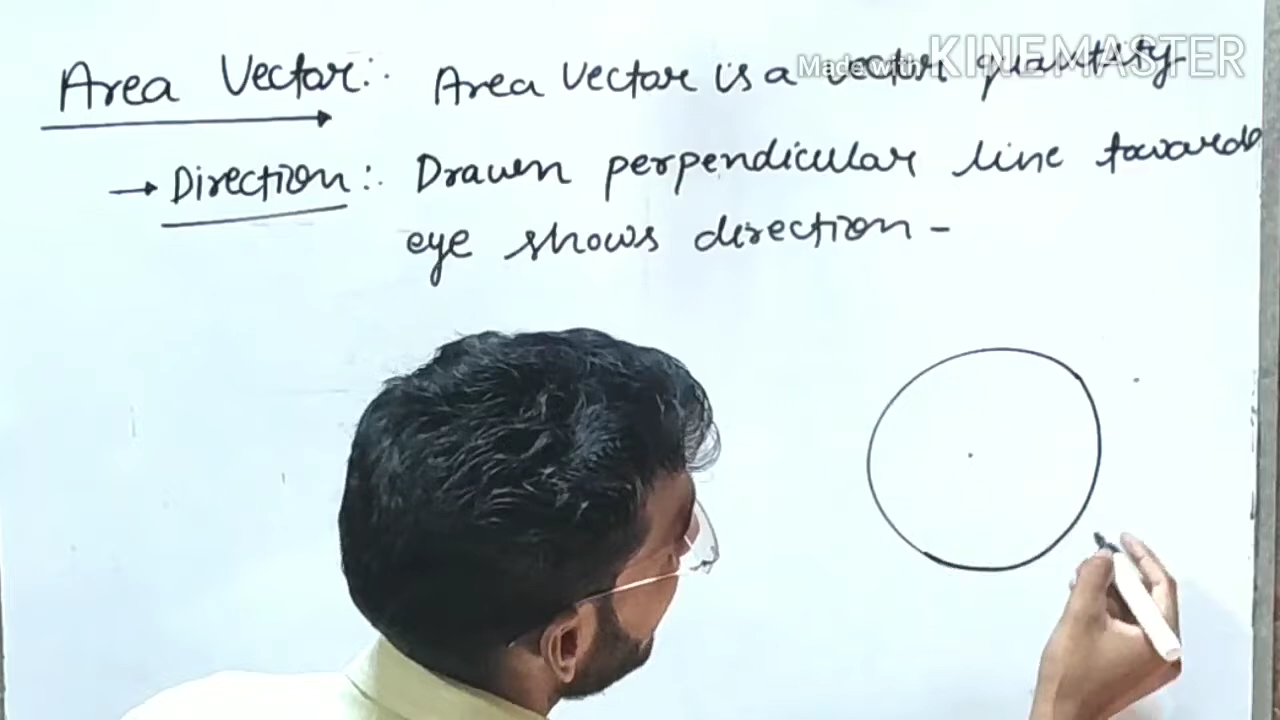 Made with KINEMASTER
Area Vector:. Area Vector is a vector quantity
→ Direction:. Drawn perpendicular line towards
eye shows direction -